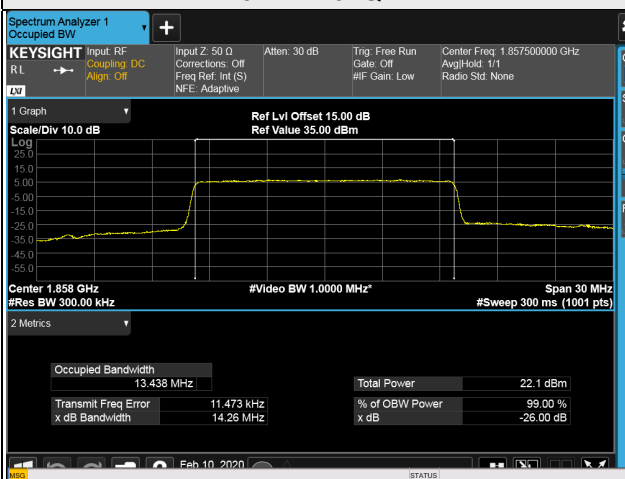 Spectrum Analyzer 1
Occupied BW
KEYSIGHT
R L
LXI
Input: RF
Coupling: DC
Align: Off
Input Z: 50 Ω
Corrections: Off
Freq Ref: Int (S)
NFE: Adaptive
Atten: 30 dB
Trig: Free Run
Gate: Off
#IF Gain: Low
Center Freq: 1.857500000 GHz
Avg|Hold: 1/1
Radio Std: None
1 Graph
Scale/Div 10.0 dB
Ref Lvl Offset 15.00 dB
Ref Value 35.00 dBm
Log
25.0
15.0
5.00
-5.00
-15.0
-25.0
-35.0
-45.0
-55.0
Center 1.858 GHz
#Video BW 1.0000 MHz*
Span 30 MHz
#Res BW 300.00 kHz
#Sweep 300 ms (1001 pts)
2 Metrics
Occupied Bandwidth
13.438 MHz
Total Power 22.1 dBm
Transmit Freq Error 11.473 kHz
% of OBW Power 99.00 %
x dB Bandwidth 14.26 MHz
x dB -26.00 dB
Feb 10, 2020
MSG
STATUS